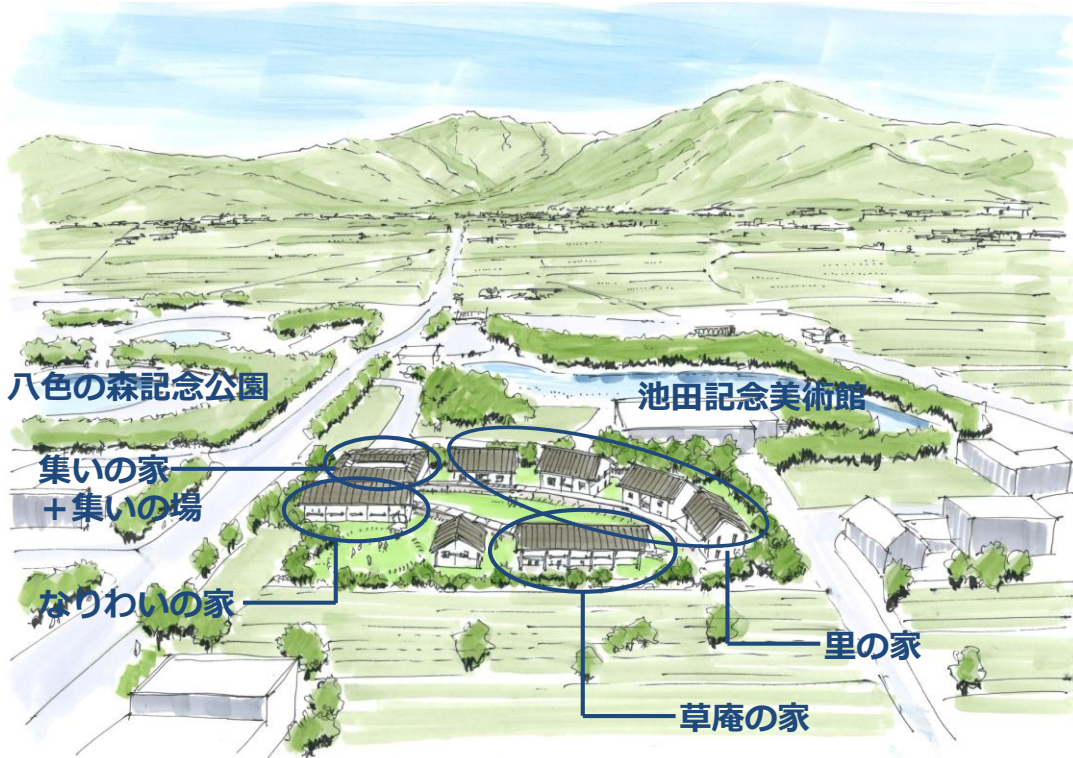 八色の森記念公園
池田記念美術館
集いの家
+集いの場
なりわいの家
里の家
草庵の家